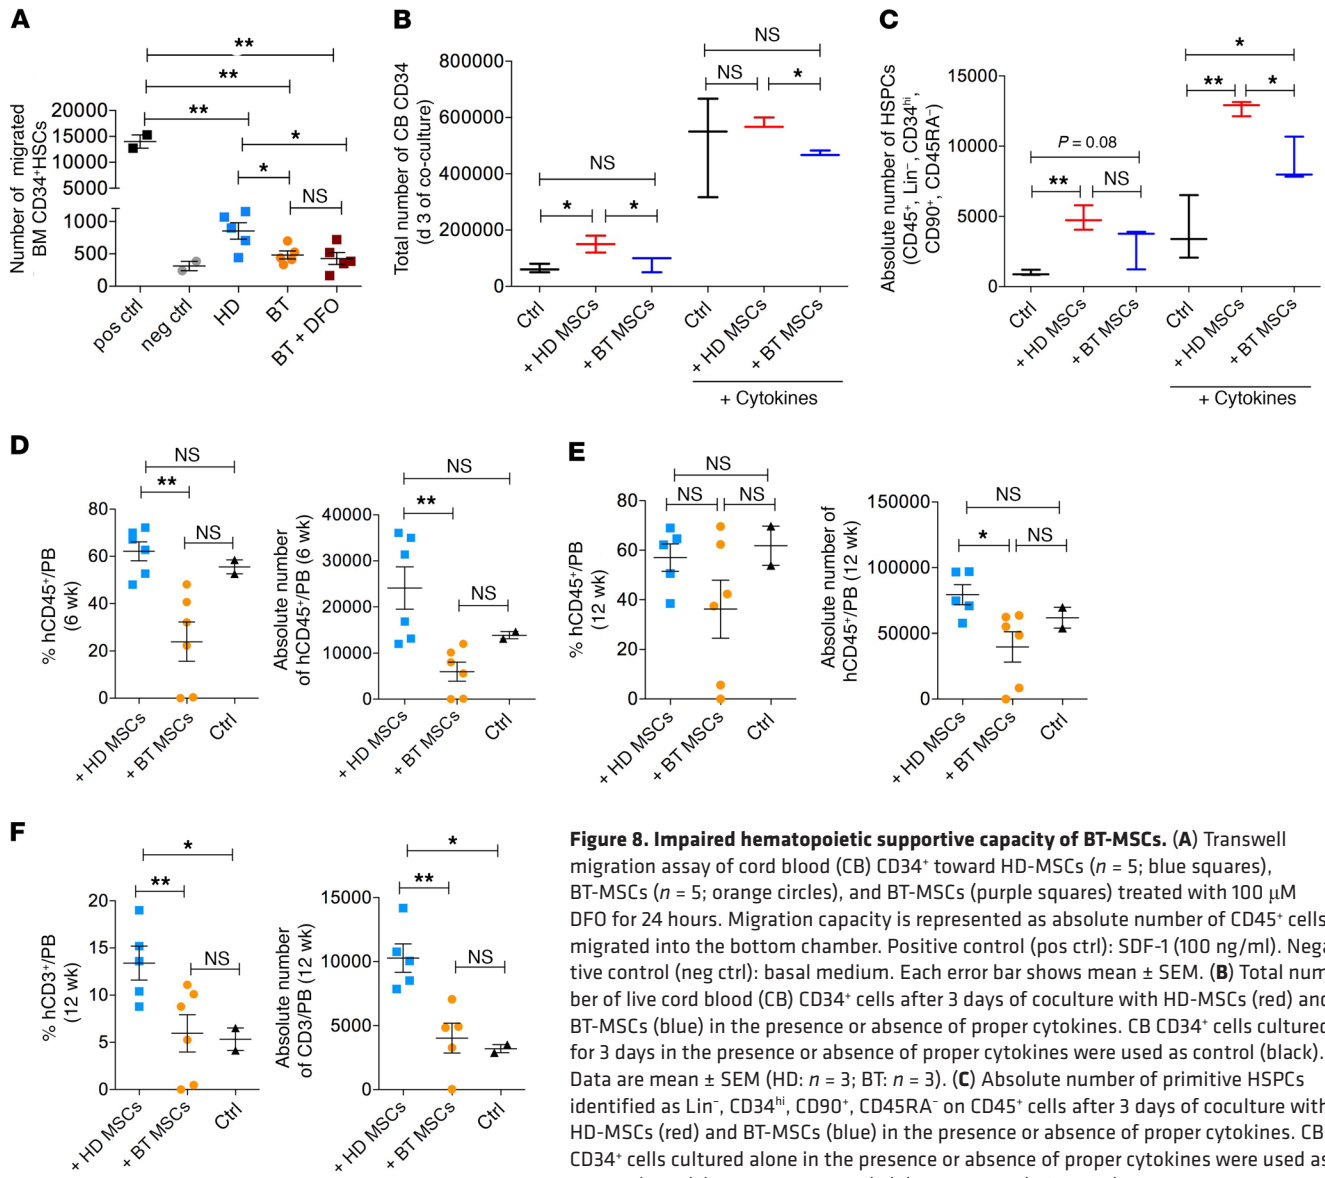 A
**
**
**
*
*
NS
Number of migrated
BM CD34⁺HSCs
20000
15000
10000
5000
1000
500
0
pos ctrl
neg ctrl
HD
BT
BT + DFO
B
NS
NS
*
NS
*
*
Total number of CB CD34
(d 3 of co-culture)
800000
600000
400000
200000
0
Ctrl
+ HD MSCs
+ BT MSCs
Ctrl
+ HD MSCs
+ BT MSCs
+ Cytokines
C
*
**
*
P = 0.08
**
NS
Absolute number of HSPCs
(CD45⁺, Lin⁻, CD34ʰⁱ,
CD90⁺, CD45RA⁻)
15000
10000
5000
0
Ctrl
+ HD MSCs
+ BT MSCs
Ctrl
+ HD MSCs
+ BT MSCs
+ Cytokines
D
NS
**
NS
% hCD45⁺/PB
(6 wk)
80
60
40
20
0
+ HD MSCs
+ BT MSCs
Ctrl
NS
**
NS
Absolute number
of hCD45⁺/PB (6 wk)
40000
30000
20000
10000
0
+ HD MSCs
+ BT MSCs
Ctrl
E
NS
NS
NS
% hCD45⁺/PB
(12 wk)
80
60
40
20
0
+ HD MSCs
+ BT MSCs
Ctrl
NS
*
NS
Absolute number of
hCD45⁺/PB (12 wk)
150000
100000
50000
0
+ HD MSCs
+ BT MSCs
Ctrl
F
*
**
NS
% hCD3⁺/PB
(12 wk)
20
15
10
5
0
+ HD MSCs
+ BT MSCs
Ctrl
*
**
NS
Absolute number
of CD3/PB (12 wk)
15000
10000
5000
0
+ HD MSCs
+ BT MSCs
Ctrl
Figure 8. Impaired hematopoietic supportive capacity of BT-MSCs. (A) Transwell
migration assay of cord blood (CB) CD34⁺ toward HD-MSCs (n = 5; blue squares),
BT-MSCs (n = 5; orange circles), and BT-MSCs (purple squares) treated with 100 μM
DFO for 24 hours. Migration capacity is represented as absolute number of CD45⁺ cells
migrated into the bottom chamber. Positive control (pos ctrl): SDF-1 (100 ng/ml). Nega
tive control (neg ctrl): basal medium. Each error bar shows mean ± SEM. (B) Total num
ber of live cord blood (CB) CD34⁺ cells after 3 days of coculture with HD-MSCs (red) and
BT-MSCs (blue) in the presence or absence of proper cytokines. CB CD34⁺ cells cultured
for 3 days in the presence or absence of proper cytokines were used as control (black).
Data are mean ± SEM (HD: n = 3; BT: n = 3). (C) Absolute number of primitive HSPCs
identified as Lin⁻, CD34ʰⁱ, CD90⁺, CD45RA⁻ on CD45⁺ cells after 3 days of coculture with
HD-MSCs (red) and BT-MSCs (blue) in the presence or absence of proper cytokines. CB
CD34⁺ cells cultured alone in the presence or absence of proper cytokines were used as